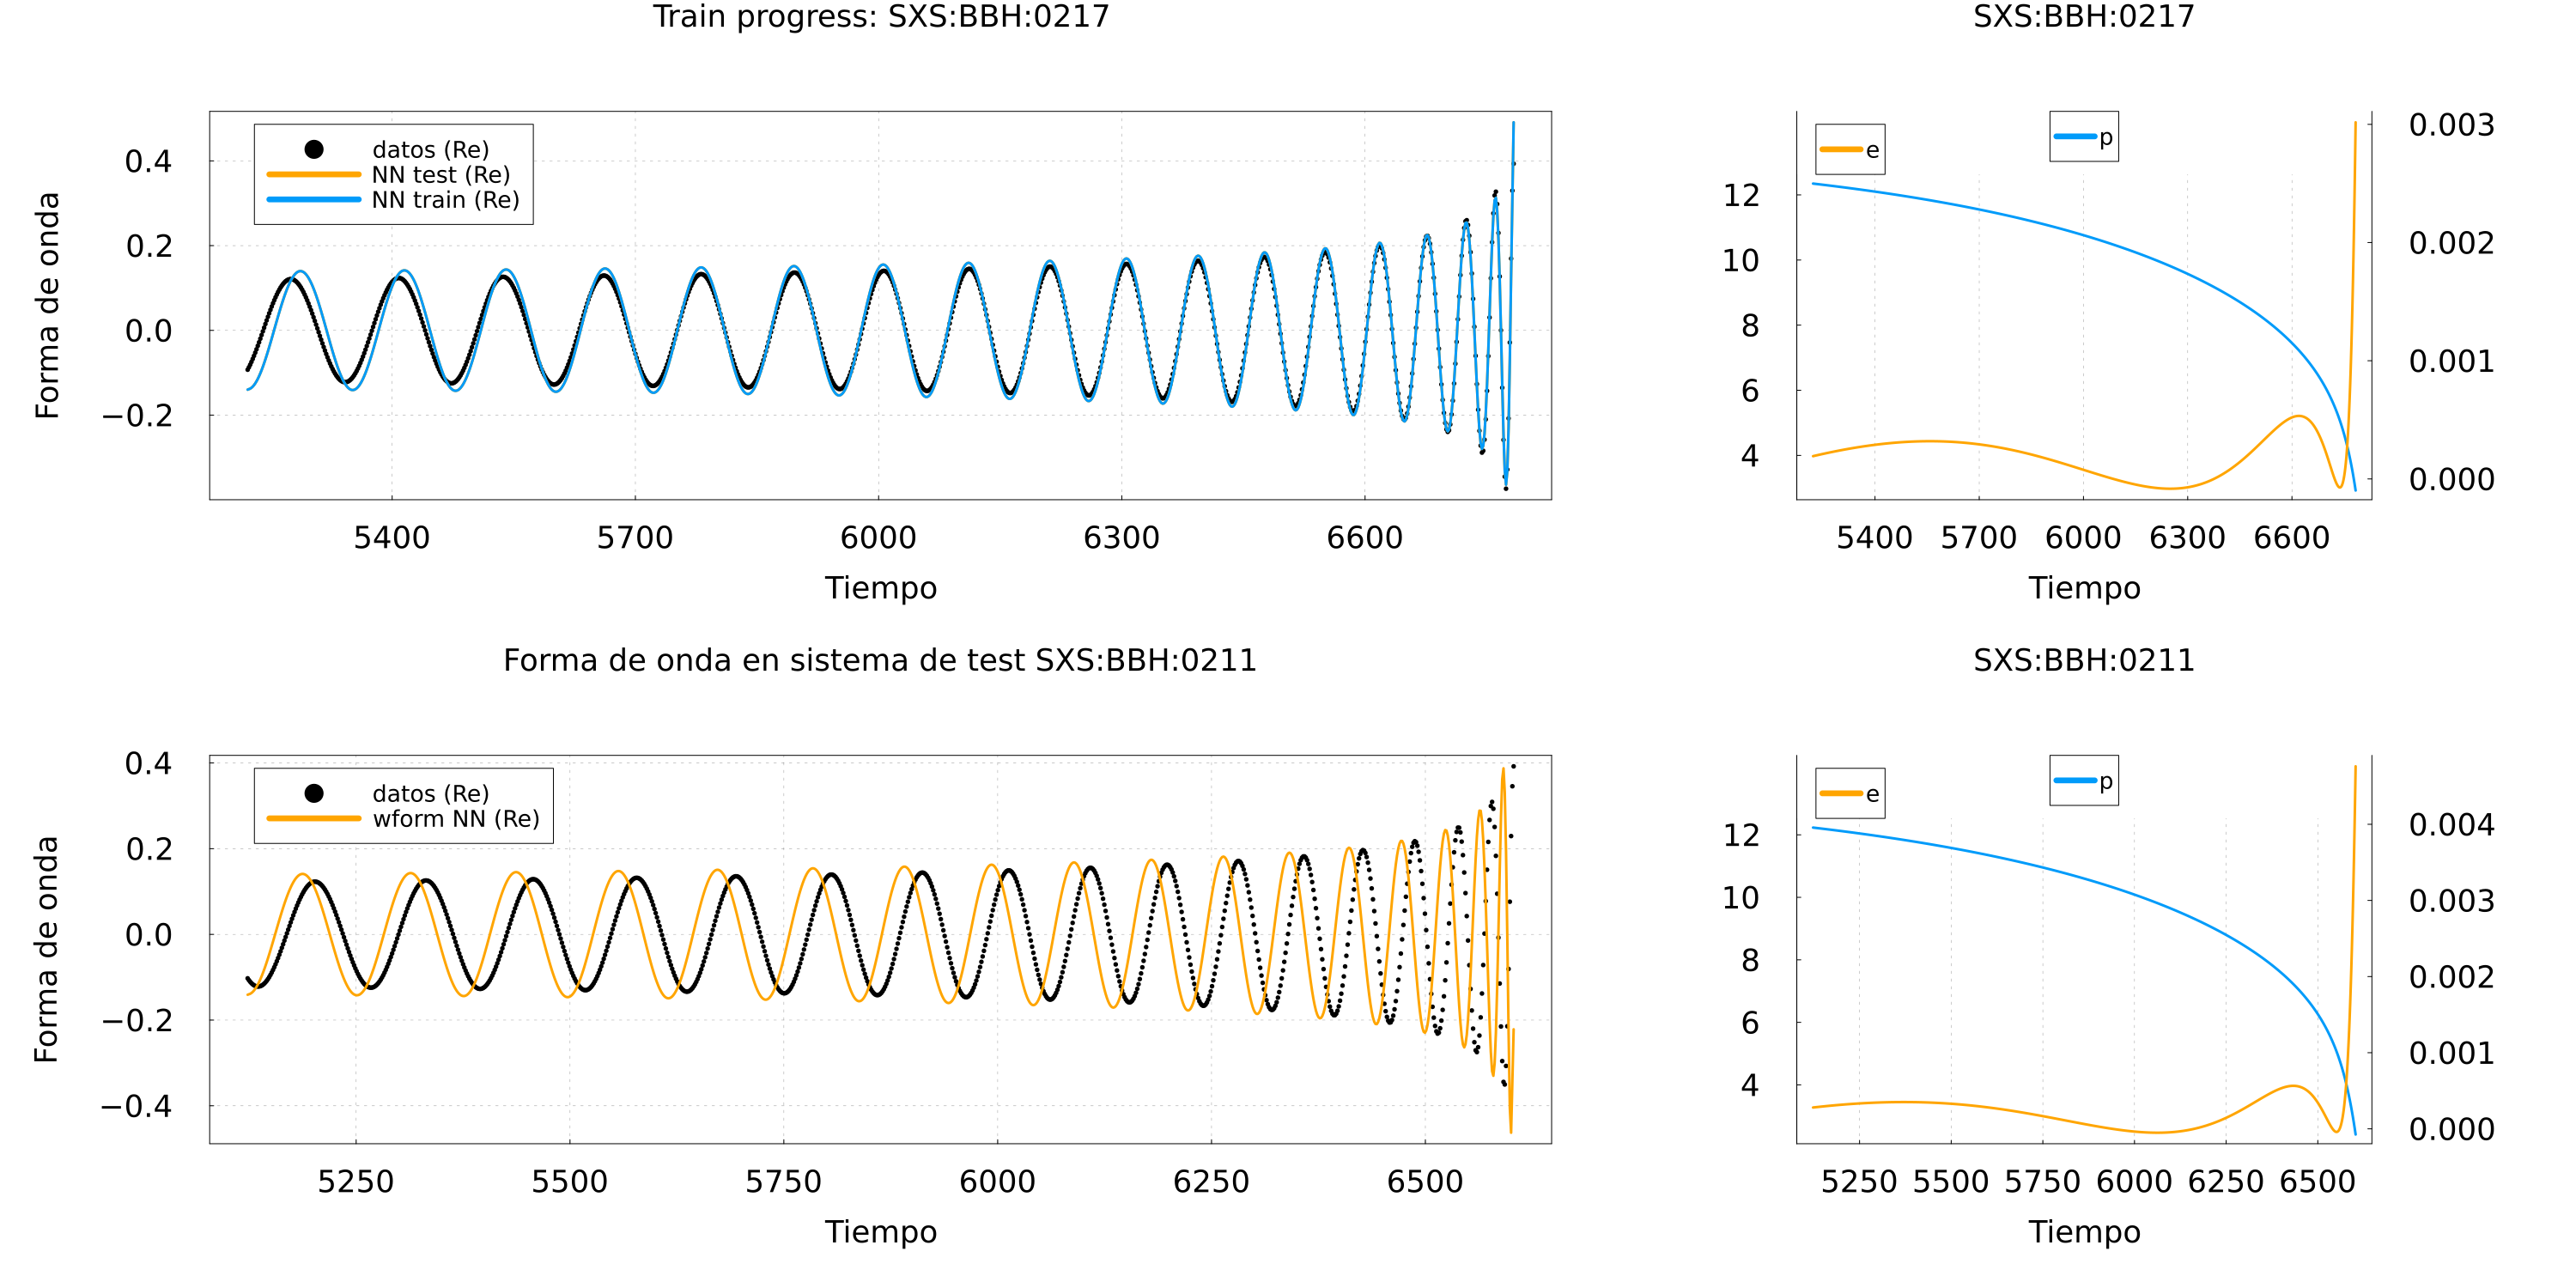 Train progress: SXS:BBH:0217
Forma de onda
0.4
0.2
0.0
−0.2
datos (Re)
NN test (Re)
NN train (Re)
5400 5700 6000 6300 6600
Tiempo
SXS:BBH:0217
12
10
8
6
4
e
p
0.003
0.002
0.001
0.000
5400 5700 6000 6300 6600
Tiempo
Forma de onda en sistema de test SXS:BBH:0211
Forma de onda
0.4
0.2
0.0
−0.2
−0.4
datos (Re)
wform NN (Re)
5250 5500 5750 6000 6250 6500
Tiempo
SXS:BBH:0211
12
10
8
6
4
e
p
0.004
0.003
0.002
0.001
0.000
5250 5500 5750 6000 6250 6500
Tiempo